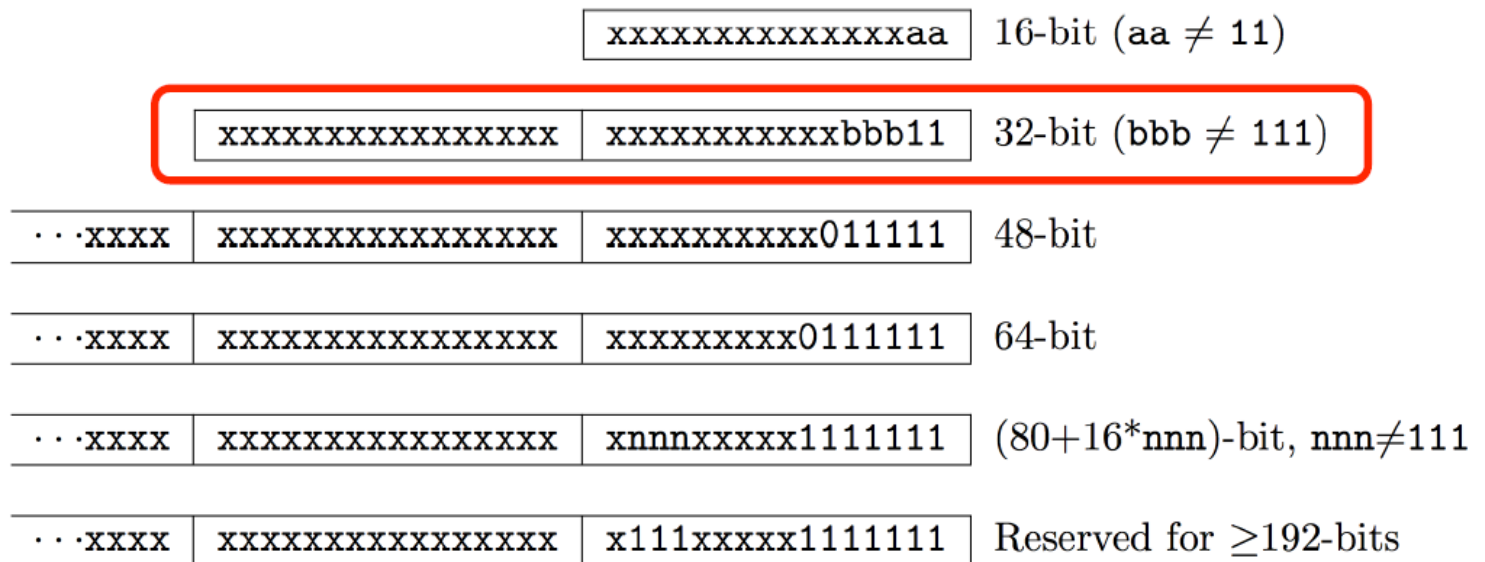 xxxxxxxxxxxxxxaa 16-bit (aa ≠ 11)
xxxxxxxxxxxxxxxx xxxxxxxxxxxbbb11 32-bit (bbb ≠ 111)
···xxxx xxxxxxxxxxxxxxxx xxxxxxxxxx011111 48-bit
···xxxx xxxxxxxxxxxxxxxx xxxxxxxxx0111111 64-bit
···xxxx xxxxxxxxxxxxxxxx xnnnxxxxx1111111 (80+16*nnn)-bit, nnn≠111
···xxxx xxxxxxxxxxxxxxxx x111xxxxx1111111 Reserved for ≥192-bits